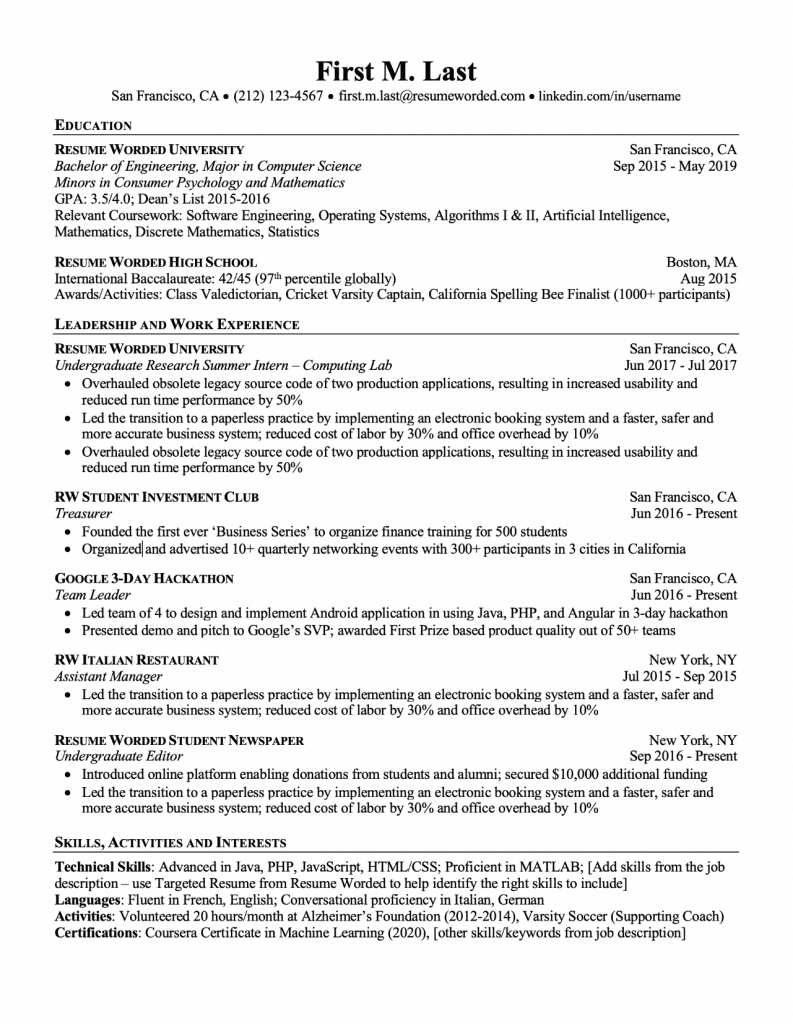 First M. Last
San Francisco, CA • (212) 123-4567 • first.m.last@resumeworded.com • linkedin.com/in/username
EDUCATION
RESUME WORDED UNIVERSITY San Francisco, CA
Bachelor of Engineering, Major in Computer Science Sep 2015 - May 2019
Minors in Consumer Psychology and Mathematics
GPA: 3.5/4.0; Dean’s List 2015-2016
Relevant Coursework: Software Engineering, Operating Systems, Algorithms I & II, Artificial Intelligence,
Mathematics, Discrete Mathematics, Statistics
RESUME WORDED HIGH SCHOOL Boston, MA
International Baccalaureate: 42/45 (97th percentile globally) Aug 2015
Awards/Activities: Class Valedictorian, Cricket Varsity Captain, California Spelling Bee Finalist (1000+ participants)
LEADERSHIP AND WORK EXPERIENCE
RESUME WORDED UNIVERSITY San Francisco, CA
Undergraduate Research Summer Intern – Computing Lab Jun 2017 - Jul 2017
• Overhauled obsolete legacy source code of two production applications, resulting in increased usability and
reduced run time performance by 50%
• Led the transition to a paperless practice by implementing an electronic booking system and a faster, safer and
more accurate business system; reduced cost of labor by 30% and office overhead by 10%
• Overhauled obsolete legacy source code of two production applications, resulting in increased usability and
reduced run time performance by 50%
RW STUDENT INVESTMENT CLUB San Francisco, CA
Treasurer Jun 2016 - Present
• Founded the first ever ‘Business Series’ to organize finance training for 500 students
• Organized and advertised 10+ quarterly networking events with 300+ participants in 3 cities in California
GOOGLE 3-DAY HACKATHON San Francisco, CA
Team Leader Jun 2016 - Present
• Led team of 4 to design and implement Android application in using Java, PHP, and Angular in 3-day hackathon
• Presented demo and pitch to Google’s SVP; awarded First Prize based product quality out of 50+ teams
RW ITALIAN RESTAURANT New York, NY
Assistant Manager Jul 2015 - Sep 2015
• Led the transition to a paperless practice by implementing an electronic booking system and a faster, safer and
more accurate business system; reduced cost of labor by 30% and office overhead by 10%
RESUME WORDED STUDENT NEWSPAPER New York, NY
Undergraduate Editor Sep 2016 - Present
• Introduced online platform enabling donations from students and alumni; secured $10,000 additional funding
• Led the transition to a paperless practice by implementing an electronic booking system and a faster, safer and
more accurate business system; reduced cost of labor by 30% and office overhead by 10%
SKILLS, ACTIVITIES AND INTERESTS
Technical Skills: Advanced in Java, PHP, JavaScript, HTML/CSS; Proficient in MATLAB; [Add skills from the job
description – use Targeted Resume from Resume Worded to help identify the right skills to include]
Languages: Fluent in French, English; Conversational proficiency in Italian, German
Activities: Volunteered 20 hours/month at Alzheimer’s Foundation (2012-2014), Varsity Soccer (Supporting Coach)
Certifications: Coursera Certificate in Machine Learning (2020), [other skills/keywords from job description]